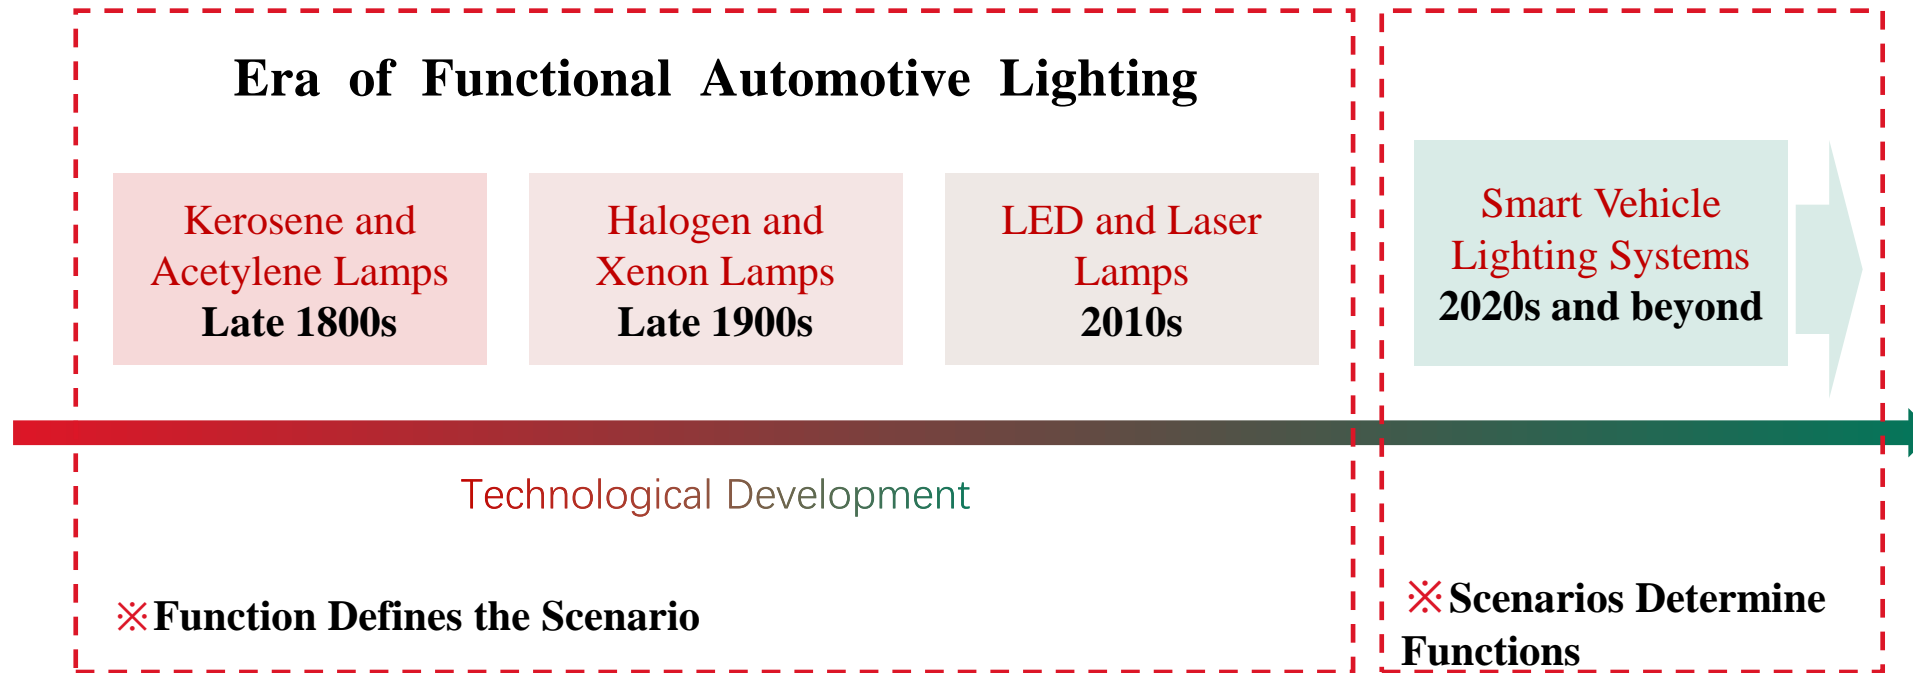 Era of Functional Automotive Lighting
Kerosene and
Acetylene Lamps
Late 1800s
Halogen and
Xenon Lamps
Late 1900s
LED and Laser
Lamps
2010s
Smart Vehicle
Lighting Systems
2020s and beyond
Technological Development
※Function Defines the Scenario
※Scenarios Determine
Functions